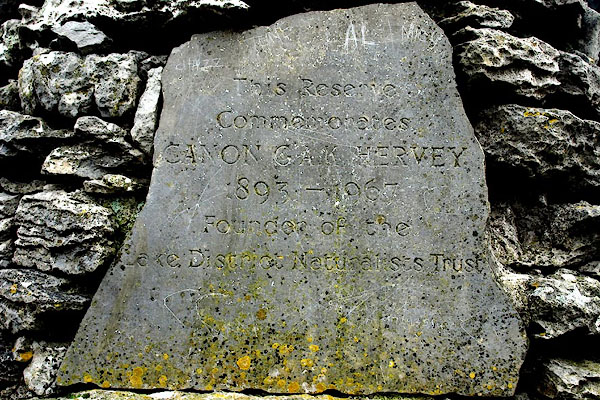 This Reserve
Commemorates
CANON G.A.K. HERVEY
1893 – 1967
Founder of the
Lake District Naturalists Trust